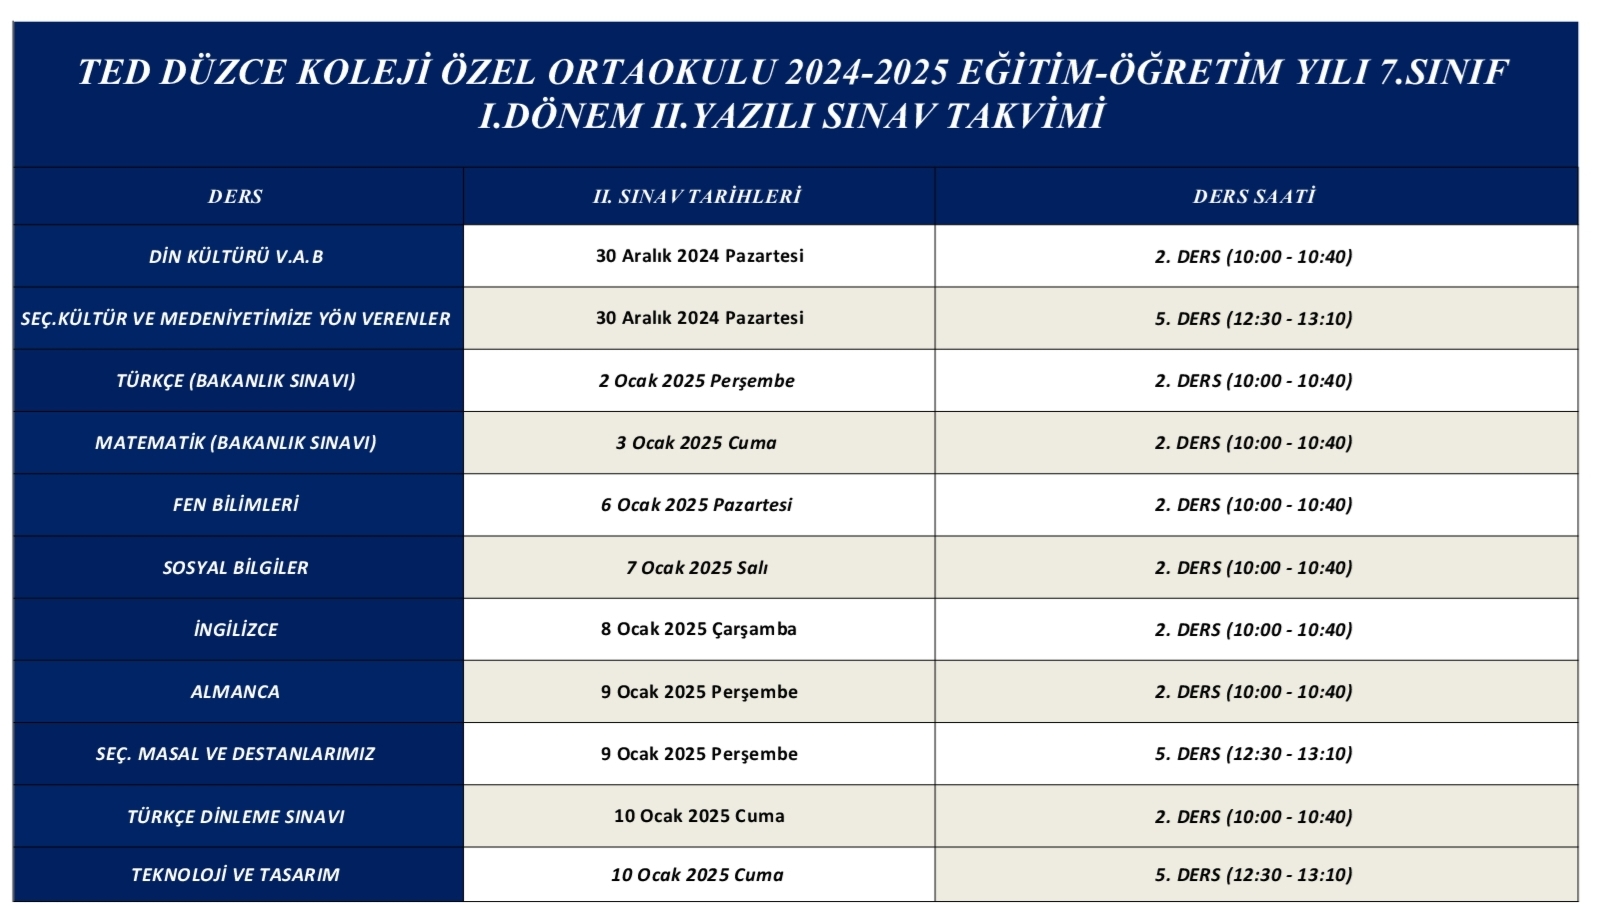 TED DÜZCE KOLEJİ ÖZEL ORTAOKULU 2024-2025 EĞİTİM-ÖĞRETİM YILI 7.SINIF
I.DÖNEM II.YAZILI SINAV TAKVİMİ
DERS II. SINAV TARİHLERİ DERS SAATİ
DİN KÜLTÜRÜ V.A.B 30 Aralık 2024 Pazartesi 2. DERS (10:00 - 10:40)
SEÇ.KÜLTÜR VE MEDENİYETİMİZE YÖN VERENLER 30 Aralık 2024 Pazartesi 5. DERS (12:30 - 13:10)
TÜRKÇE (BAKANLIK SINAVI) 2 Ocak 2025 Perşembe 2. DERS (10:00 - 10:40)
MATEMATİK (BAKANLIK SINAVI) 3 Ocak 2025 Cuma 2. DERS (10:00 - 10:40)
FEN BİLİMLERİ 6 Ocak 2025 Pazartesi 2. DERS (10:00 - 10:40)
SOSYAL BİLGİLER 7 Ocak 2025 Salı 2. DERS (10:00 - 10:40)
İNGİLİZCE 8 Ocak 2025 Çarşamba 2. DERS (10:00 - 10:40)
ALMANCA 9 Ocak 2025 Perşembe 2. DERS (10:00 - 10:40)
SEÇ. MASAL VE DESTANLARIMIZ 9 Ocak 2025 Perşembe 5. DERS (12:30 - 13:10)
TÜRKÇE DİNLEME SINAVI 10 Ocak 2025 Cuma 2. DERS (10:00 - 10:40)
TEKNOLOJİ VE TASARIM 10 Ocak 2025 Cuma 5. DERS (12:30 - 13:10)